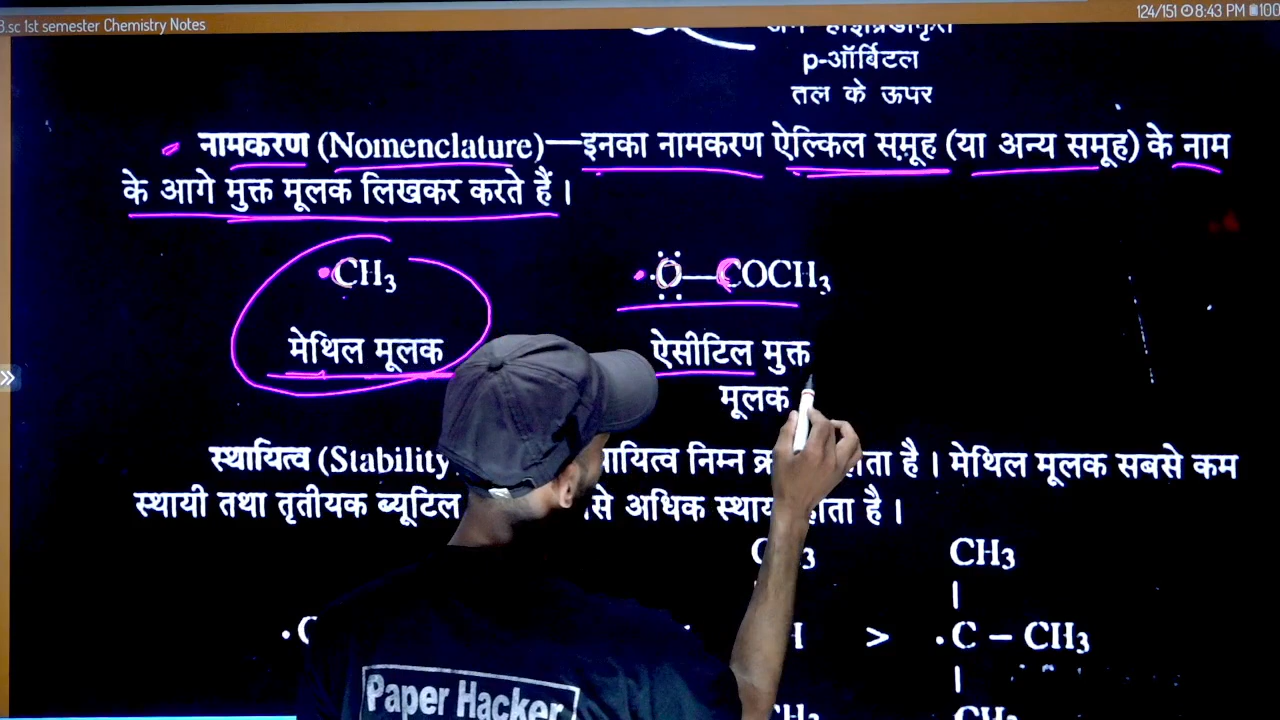 B.sc 1st semester Chemistry Notes
124/151 8:43 PM 100
p-ऑर्बिटल
तल के ऊपर
नामकरण (Nomenclature)—इनका नामकरण ऐल्किल समूह (या अन्य समूह) के नाम
के आगे मुक्त मूलक लिखकर करते हैं।
•CH₃
•Ö—COCH₃
मेथिल मूलक
ऐसीटिल मुक्त
मूलक
स्थायित्व (Stability निम्न होता है। मेथिल मूलक सबसे कम
स्थायी तथा तृतीयक ब्यूटिल अधिक होता है।
CH₃
> •C – CH₃
Paper Hacker